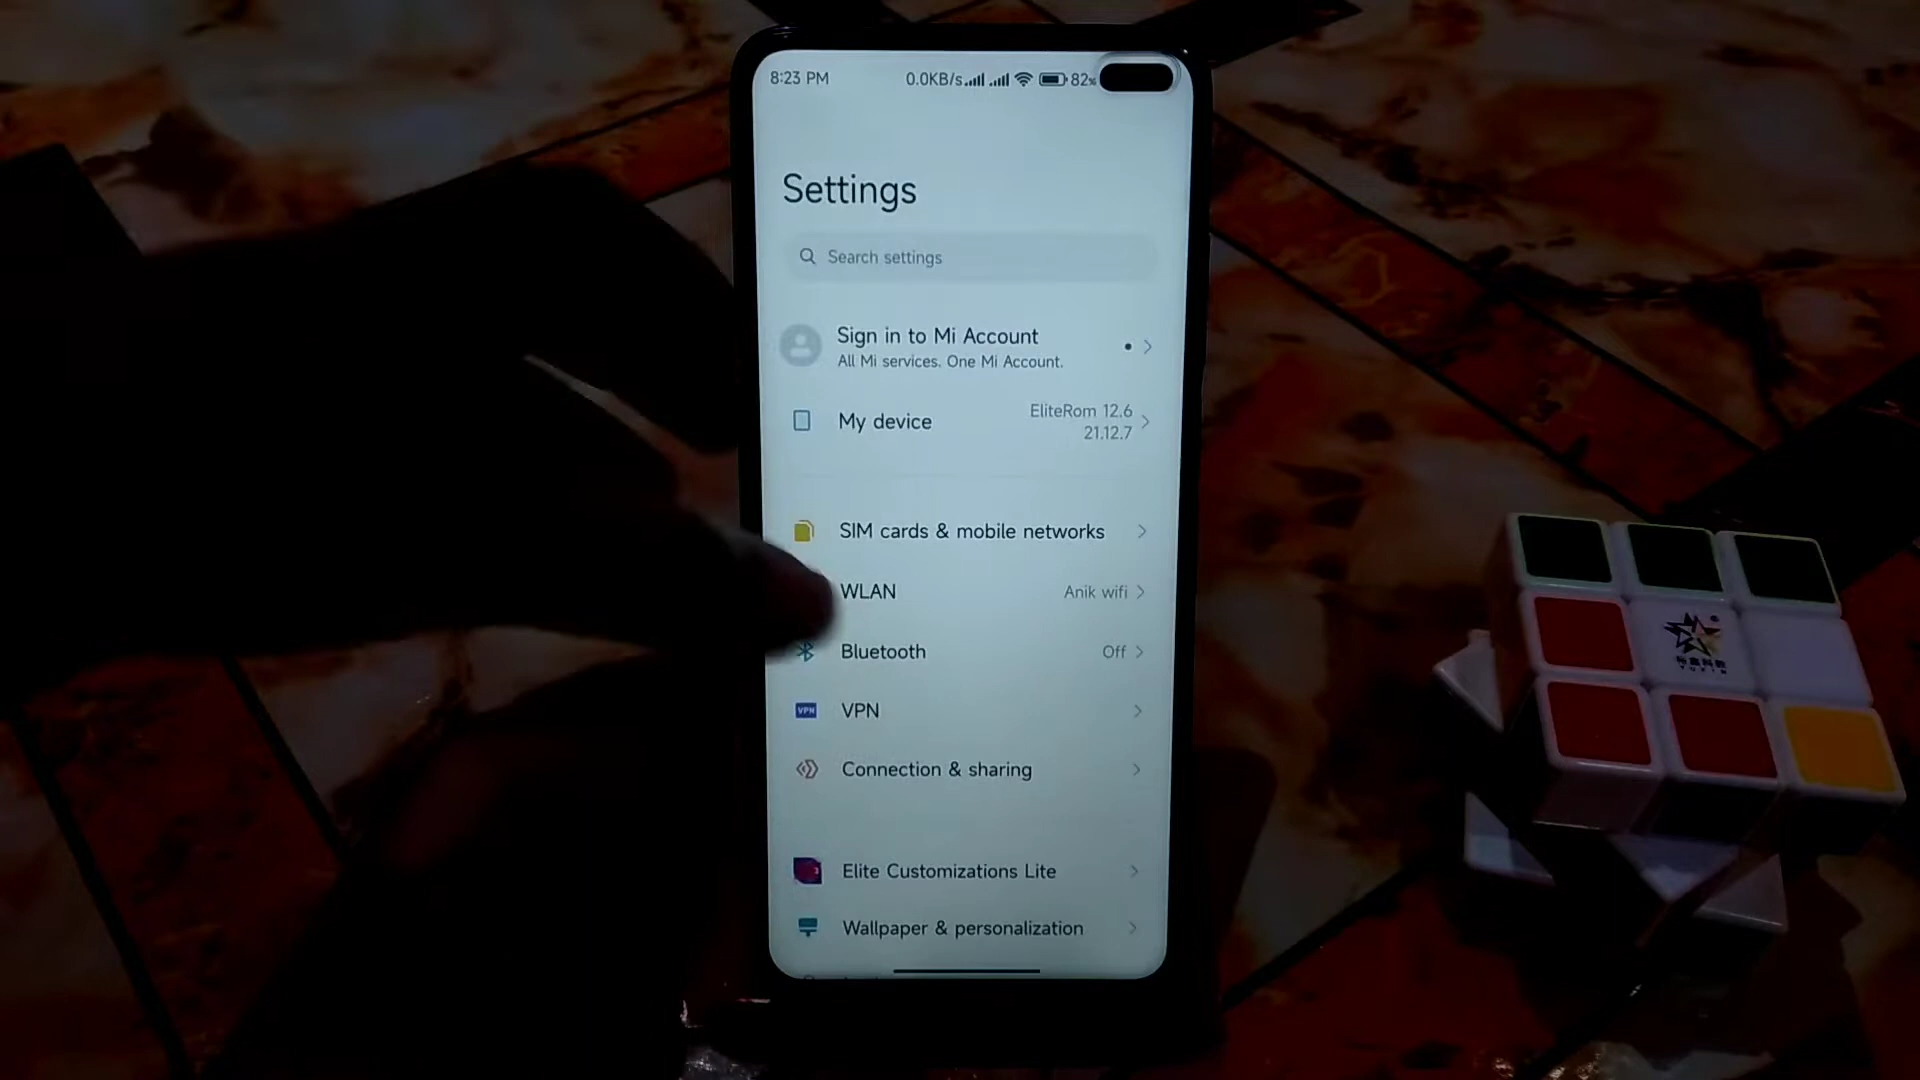 8:23 PM 0.0KB/s 82%
Settings
Search settings
Sign in to Mi Account
All Mi services. One Mi Account.
My device
EliteRom 12.6
21.12.7
SIM cards & mobile networks
WLAN Anik wifi
Bluetooth Off
VPN VPN
Connection & sharing
Elite Customizations Lite
Wallpaper & personalization